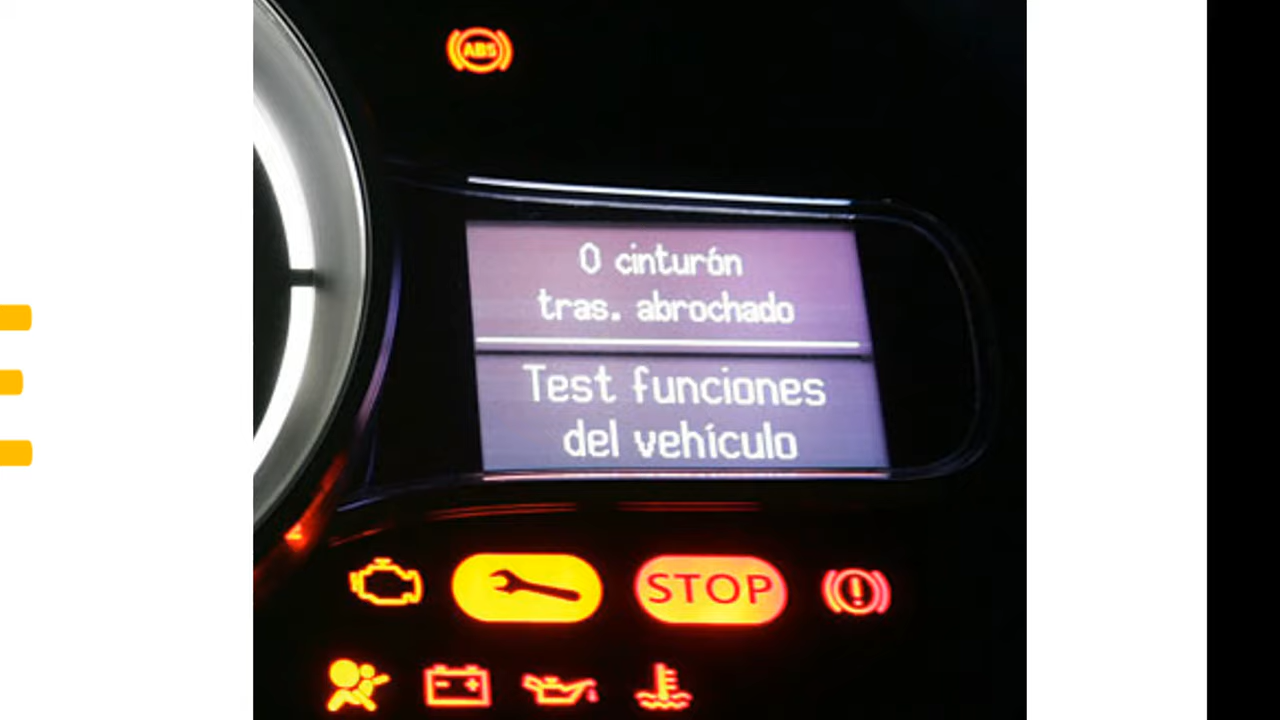 ABS
0 cinturón
tras. abrochado
Test funciones
del vehículo
STOP